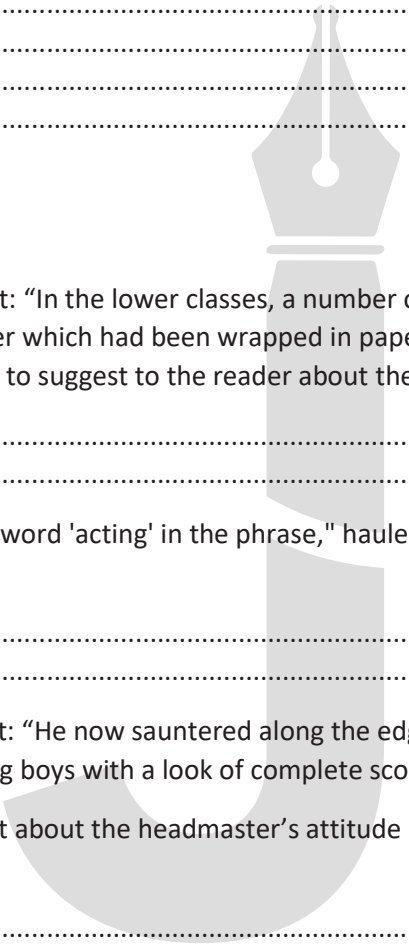 ................................................................
................................................................
................................................................
................................................................
t: “In the lower classes, a number
er which had been wrapped in pape
to suggest to the reader about the
................................................................
................................................................
word 'acting' in the phrase," haule
................................................................
................................................................
t: “He now sauntered along the edg
g boys with a look of complete sco
t about the headmaster’s attitude
................................................................